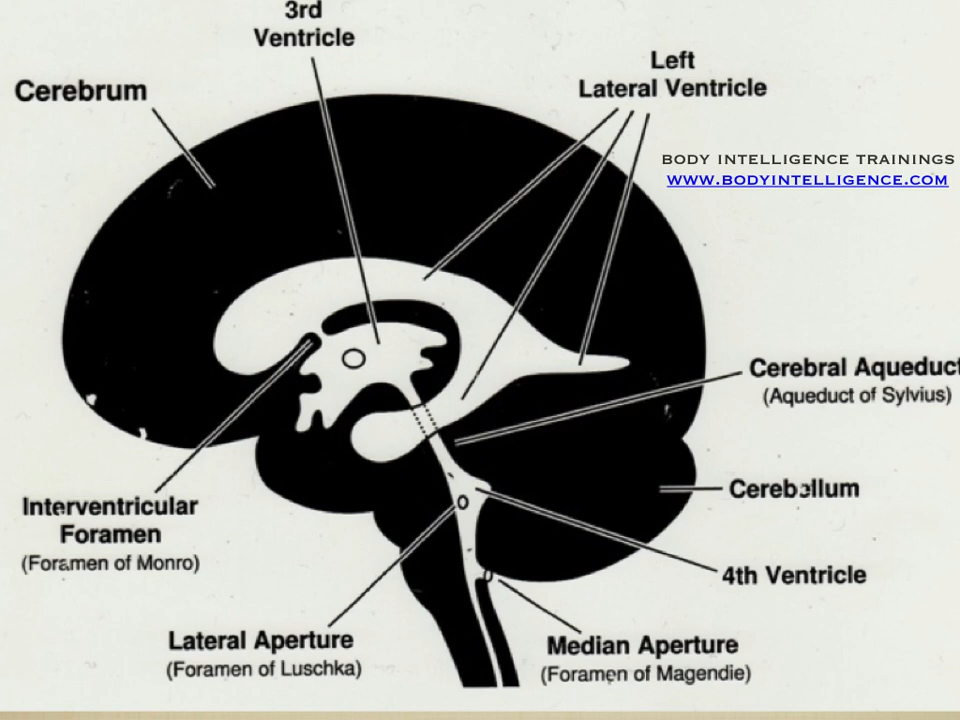 3rd
Ventricle
Left
Lateral Ventricle
Cerebrum
BODY INTELLIGENCE TRAININGS
WWW.BODYINTELLIGENCE.COM
Cerebral Aqueduct
(Aqueduct of Sylvius)
Cerebellum
Interventricular
Foramen
(Foramen of Monro)
4th Ventricle
Lateral Aperture
(Foramen of Luschka)
Median Aperture
(Foramen of Magendie)